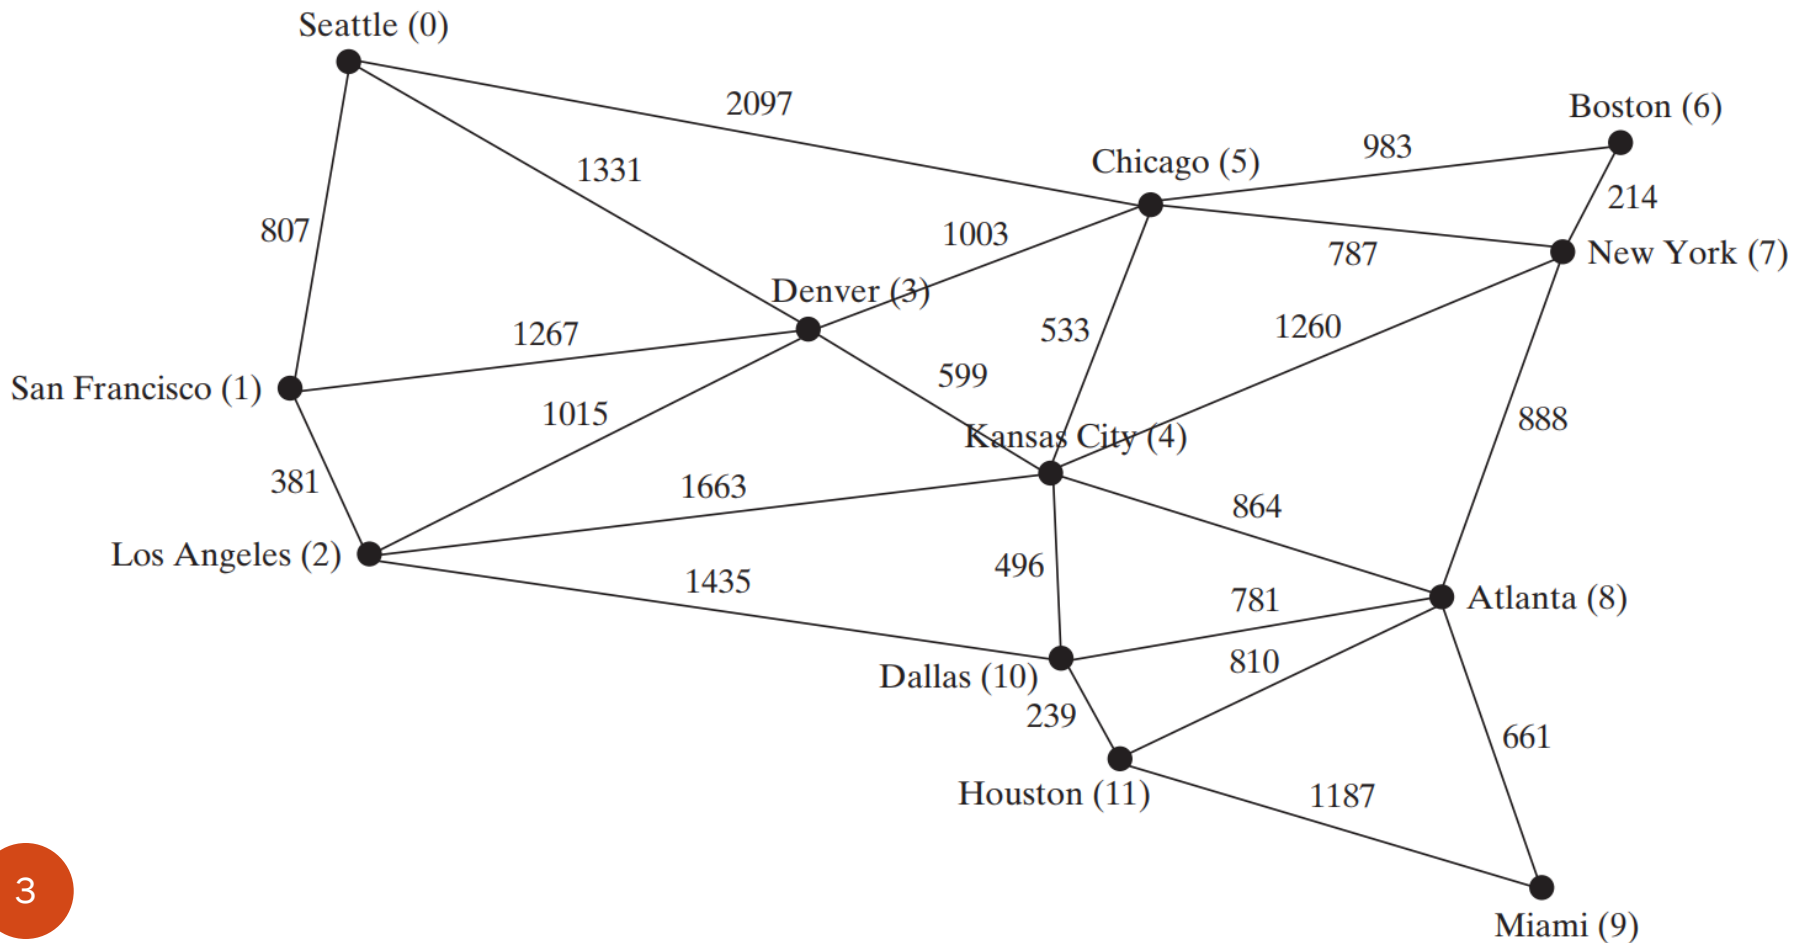 Seattle (0)
2097
Boston (6)
983
Chicago (5)
1331
214
807
1003
787
New York (7)
Denver (3)
1267
533
1260
599
San Francisco (1)
1015
888
Kansas City (4)
381
1663
864
Los Angeles (2)
496
1435
781
Atlanta (8)
810
Dallas (10)
239
661
Houston (11)
1187
3
Miami (9)